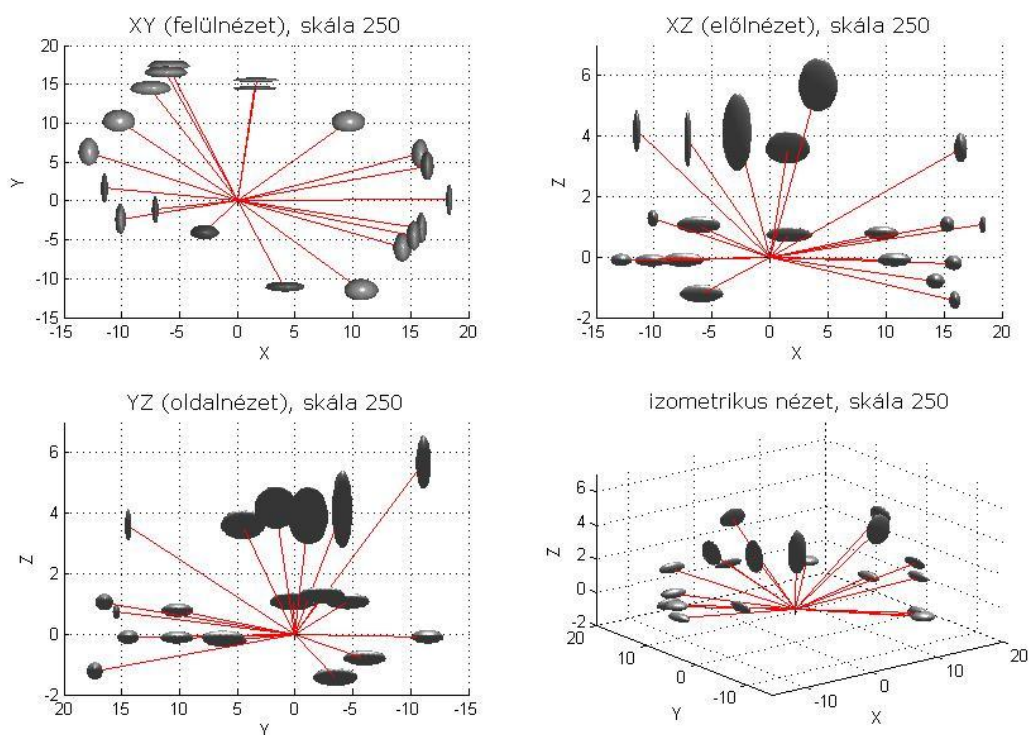 XY (felülnézet), skála 250
20
15
10
5
0
-5
-10
-15
Y
-15 -10 -5 0 5 10 15 20
X
XZ (előlnézet), skála 250
6
4
2
0
-2
Z
-15 -10 -5 0 5 10 15 20
X
YZ (oldalnézet), skála 250
6
4
2
0
-2
Z
20 15 10 5 0 -5 -10 -15
Y
izometrikus nézet, skála 250
6
4
2
0
-2
Z
20 10 0 -10
Y
-10 0 10 20
X